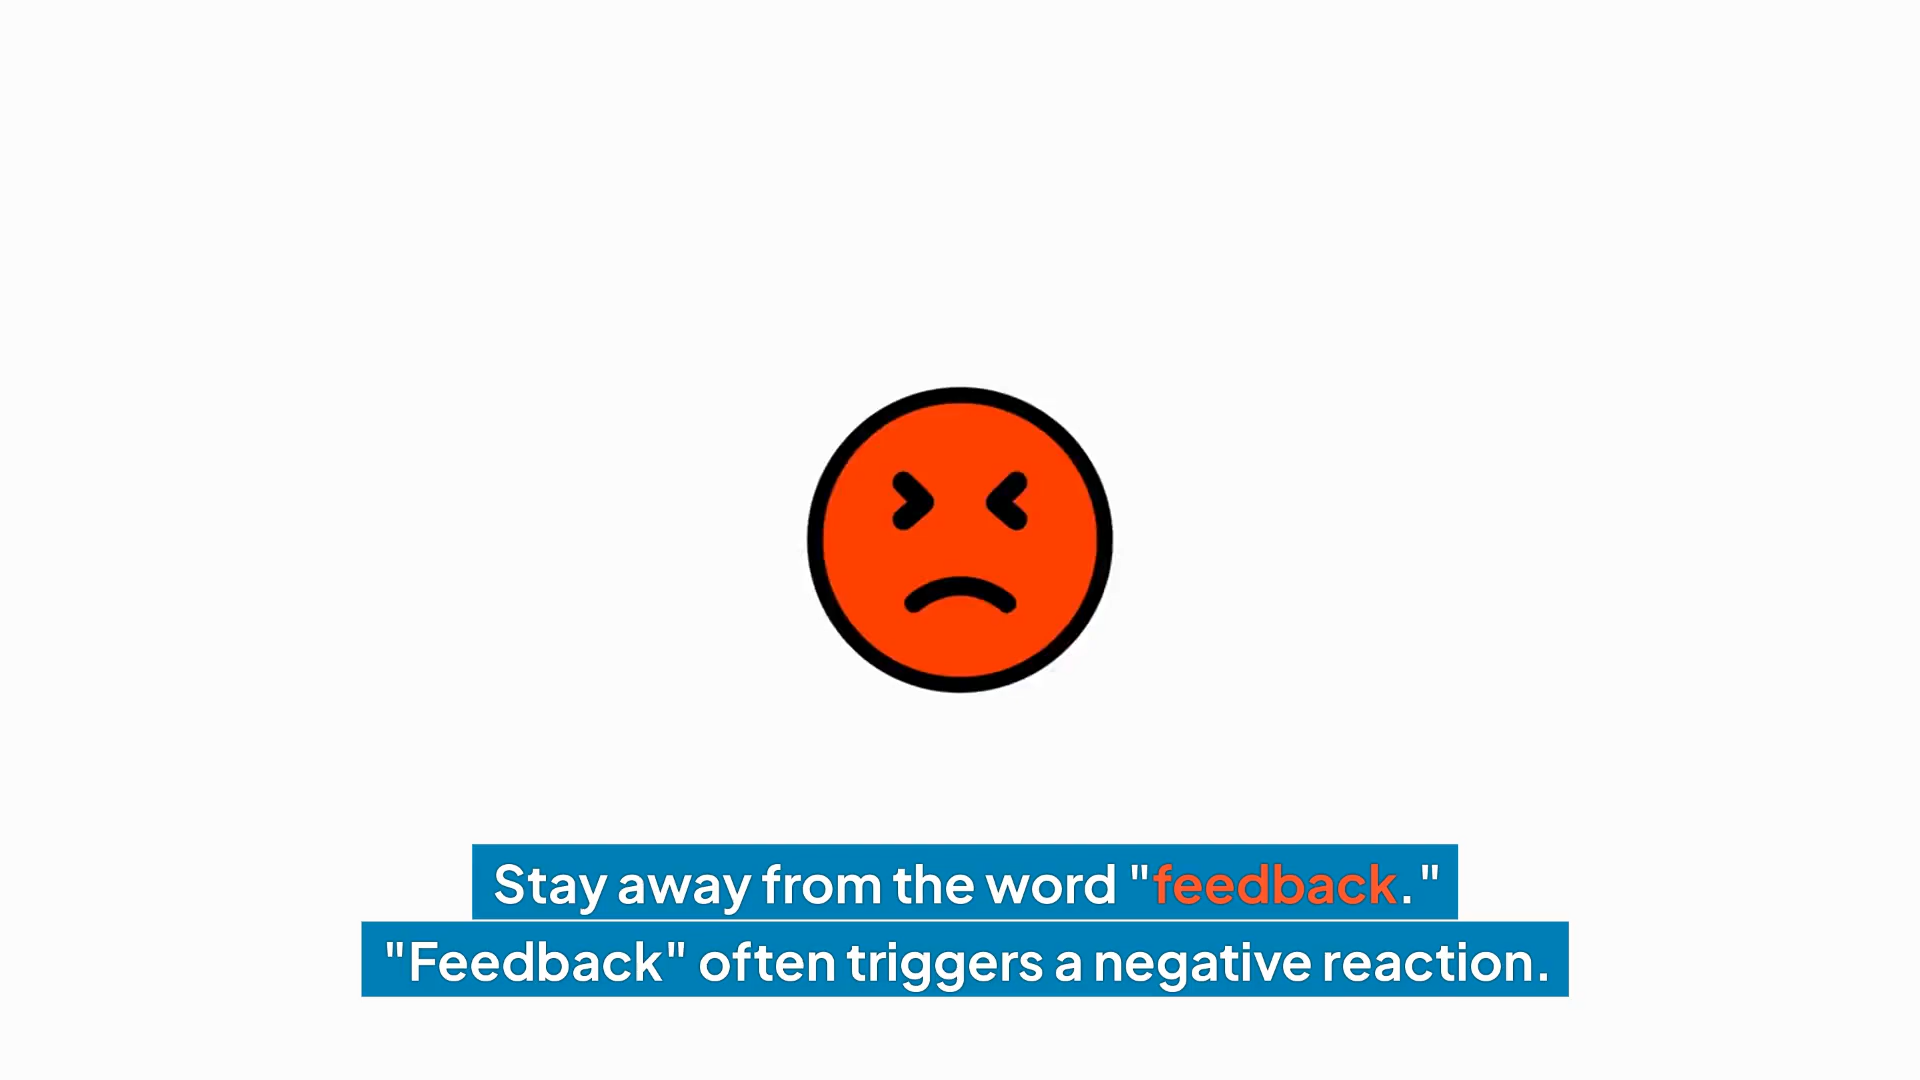 Stay away from the word "feedback."
"Feedback" often triggers a negative reaction.